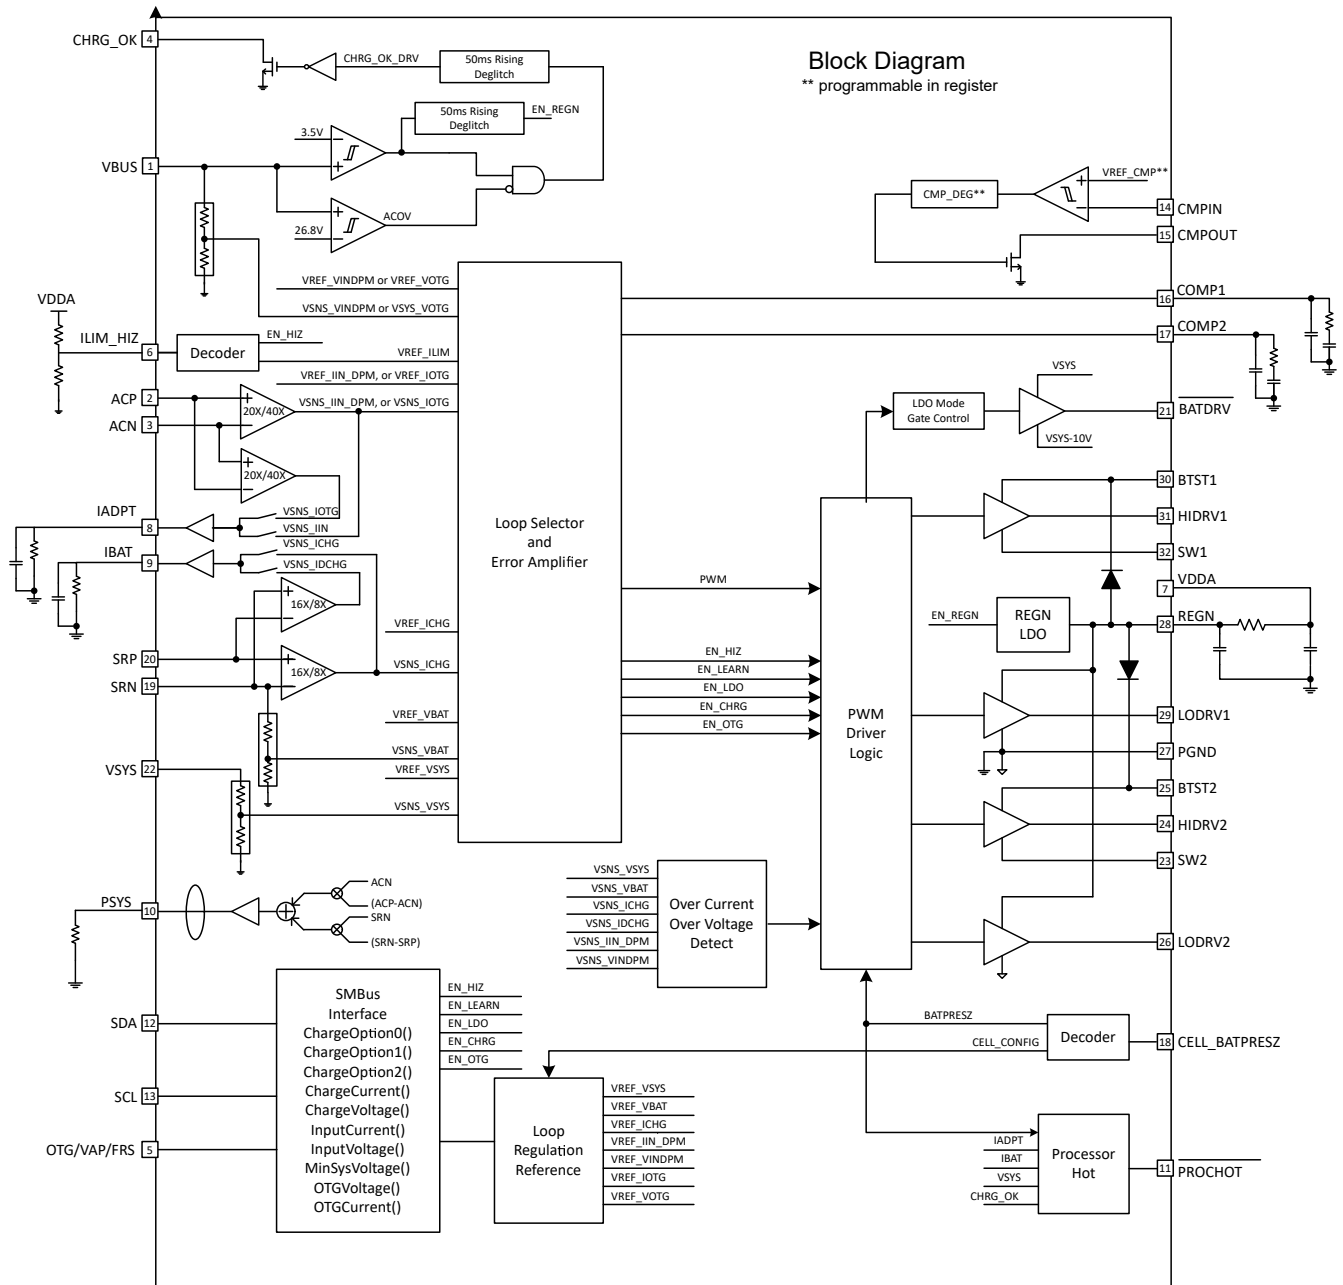 Block Diagram
** programmable in register
CHRG_OK
4
CHRG_OK_DRV
50ms Rising
Deglitch
50ms Rising
Deglitch
EN_REGN
3.5V
VBUS
1
ACOV
26.8V
CMP_DEG**
VREF_CMP**
14
CMPIN
15
CMPOUT
VREF_VINDPM or VREF_VOTG
VSNS_VINDPM or VSYS_VOTG
VDDA
ILIM_HIZ
6
Decoder
EN_HIZ
VREF_ILIM
VREF_IIN_DPM, or VREF_IOTG
VSNS_IIN_DPM, or VSNS_IOTG
ACP
2
ACN
3
20X/40X
20X/40X
IADPT
8
VSNS_IOTG
VSNS_IIN
IBAT
9
VSNS_ICHG
VSNS_IDCHG
16X/8X
VREF_ICHG
SRP
20
SRN
19
16X/8X
VSNS_ICHG
VREF_VBAT
VSNS_VBAT
VREF_VSYS
VSYS
22
VSNS_VSYS
Loop Selector
and
Error Amplifier
16
COMP1
17
COMP2
VSYS
LDO Mode
Gate Control
VSYS-10V
21
BATDRV
30
BTST1
31
HIDRV1
32
SW1
7
VDDA
PWM
EN_REGN
REGN
LDO
28
REGN
EN_HIZ
EN_LEARN
EN_LDO
EN_CHRG
EN_OTG
PWM
Driver
Logic
29
LODRV1
27
PGND
25
BTST2
24
HIDRV2
23
SW2
26
LODRV2
PSYS
10
ACN
(ACP-ACN)
SRN
(SRN-SRP)
VSNS_VSYS
VSNS_VBAT
VSNS_ICHG
VSNS_IDCHG
VSNS_IIN_DPM
VSNS_VINDPM
Over Current
Over Voltage
Detect
SDA
12
SCL
13
OTG/VAP/FRS
5
SMBus
Interface
ChargeOption0()
ChargeOption1()
ChargeOption2()
ChargeCurrent()
ChargeVoltage()
InputCurrent()
InputVoltage()
MinSysVoltage()
OTGVoltage()
OTGCurrent()
EN_HIZ
EN_LEARN
EN_LDO
EN_CHRG
EN_OTG
BATPRESZ
CELL_CONFIG
Decoder
18
CELL_BATPRESZ
Loop
Regulation
Reference
VREF_VSYS
VREF_VBAT
VREF_ICHG
VREF_IIN_DPM
VREF_VINDPM
VREF_IOTG
VREF_VOTG
IADPT
IBAT
VSYS
CHRG_OK
Processor
Hot
11
PROCHOT